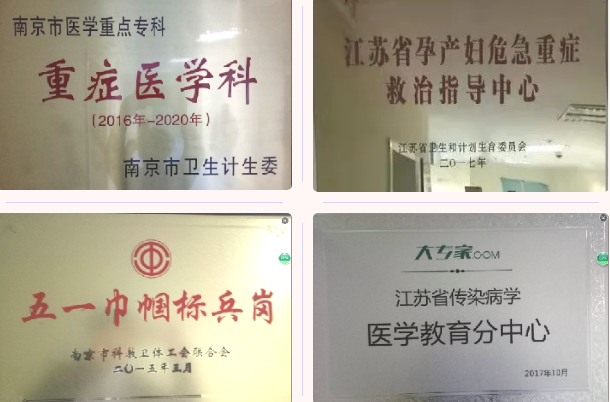 南京市医学重点专科
重症医学科
(2016年-2020年)
南京市卫生计生委
江苏省孕产妇危急重症
救治指导中心
江苏省卫生和计划生育委员会
二〇一七年
五一巾帼标兵岗
南京市科教卫体工会联合会
二〇一五年五月
大专家.COM
江苏省传染病学
医学教育分中心
2017年10月